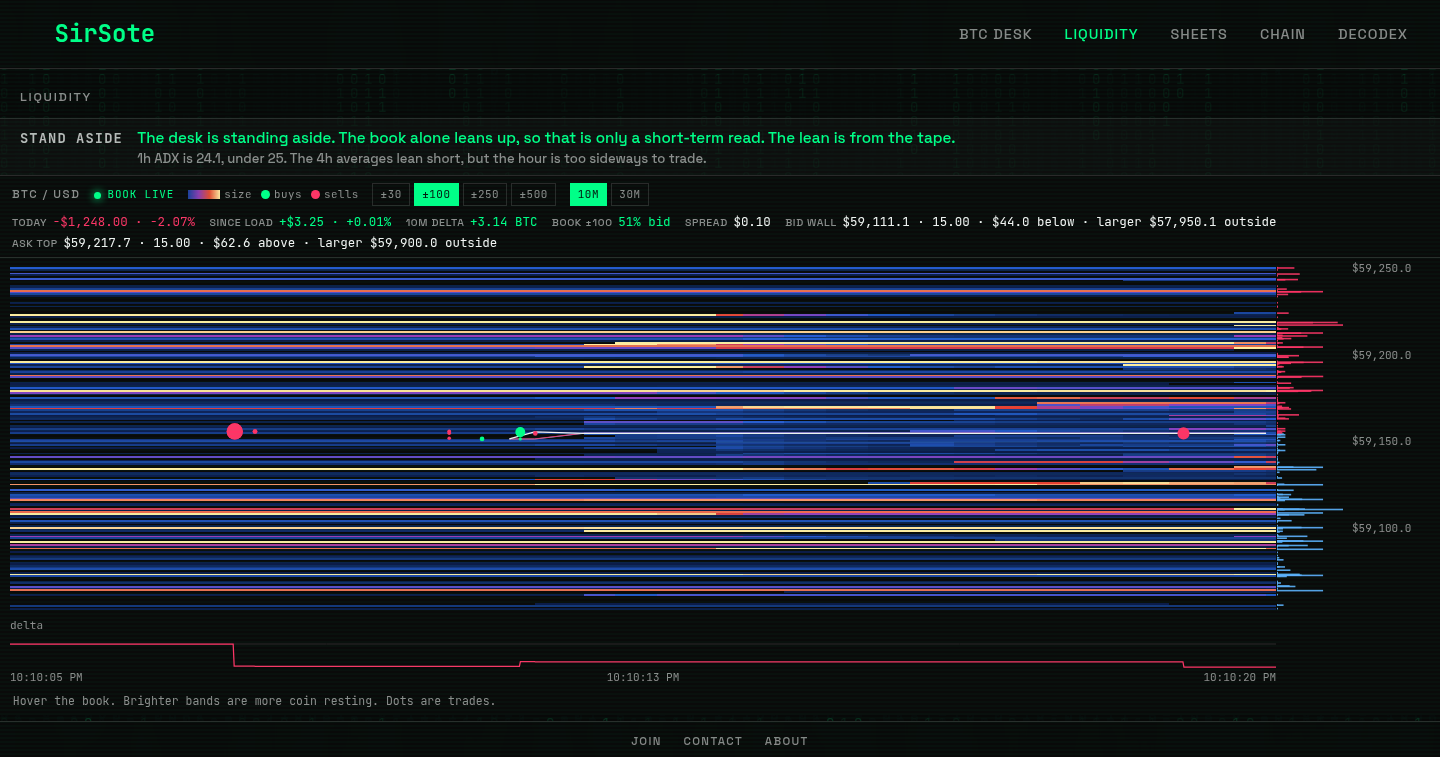 SirSote
BTC DESK LIQUIDITY SHEETS CHAIN DECODEX
LIQUIDITY
STAND ASIDE The desk is standing aside. The book alone leans up, so that is only a short-term read. The lean is from the tape.
1h ADX is 24.1, under 25. The 4h averages lean short, but the hour is too sideways to trade.
BTC / USD BOOK LIVE size buys sells ±30 ±100 ±250 ±500 10M 30M
TODAY -$1,248.00 · -2.07% SINCE LOAD +$3.25 · +0.01% 10M DELTA +3.14 BTC BOOK ±100 51% bid SPREAD $0.10 BID WALL $59,111.1 · 15.00 · $44.0 below · larger $57,950.1 outside
ASK TOP $59,217.7 · 15.00 · $62.6 above · larger $59,900.0 outside
$59,250.0
$59,200.0
$59,150.0
$59,100.0
delta
10:10:05 PM 10:10:13 PM 10:10:20 PM
Hover the book. Brighter bands are more coin resting. Dots are trades.
JOIN CONTACT ABOUT